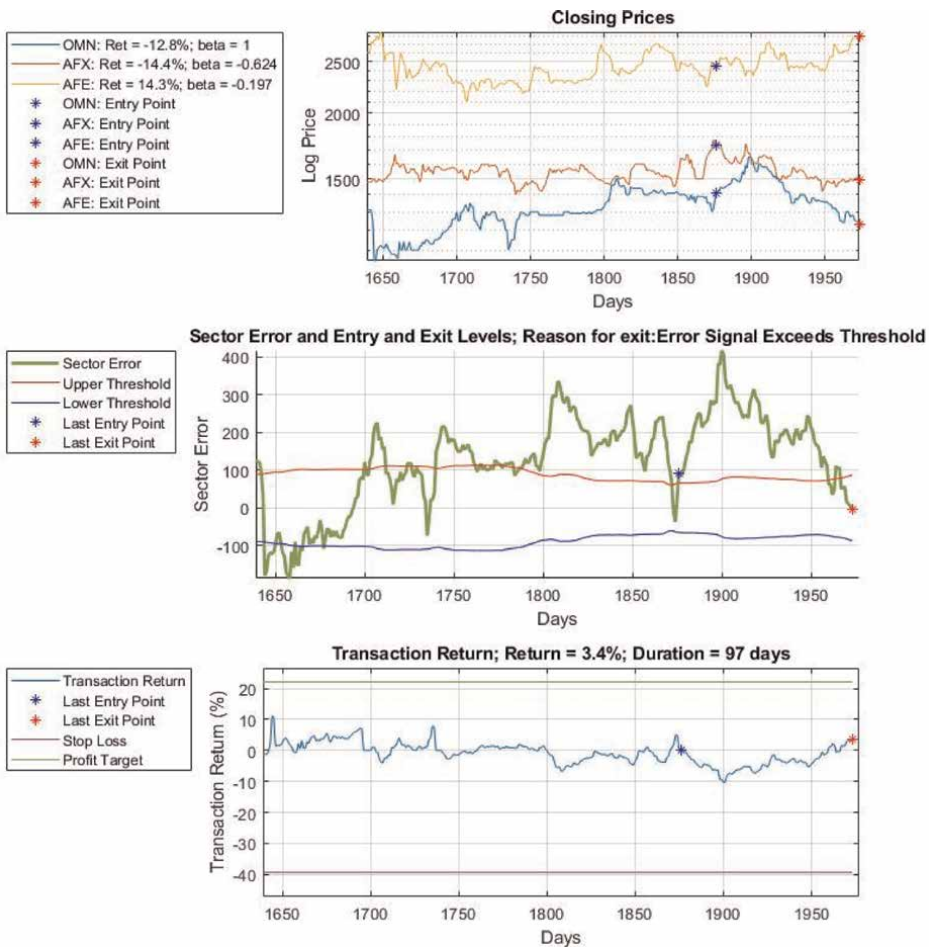 Closing Prices
OMN: Ret = -12.8%; beta = 1
AFX: Ret = -14.4%; beta = -0.624
AFE: Ret = 14.3%; beta = -0.197
OMN: Entry Point
AFX: Entry Point
AFE: Entry Point
OMN: Exit Point
AFX: Exit Point
AFE: Exit Point
Log Price
2500
2000
1500
1650 1700 1750 1800 1850 1900 1950
Days
Sector Error and Entry and Exit Levels; Reason for exit:Error Signal Exceeds Threshold
Sector Error
Upper Threshold
Lower Threshold
Last Entry Point
Last Exit Point
Sector Error
400
300
200
100
0
-100
1650 1700 1750 1800 1850 1900 1950
Days
Transaction Return; Return = 3.4%; Duration = 97 days
Transaction Return
Last Entry Point
Last Exit Point
Stop Loss
Profit Target
Transaction Return (%)
20
10
0
-10
-20
-30
-40
1650 1700 1750 1800 1850 1900 1950
Days